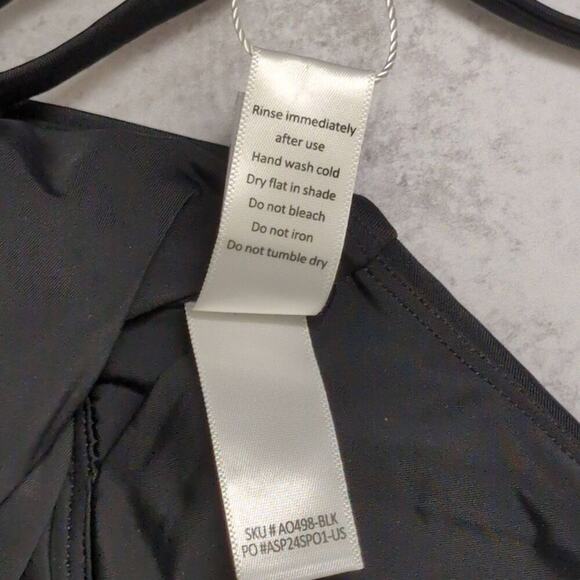 Rinse immediately
after use
Hand wash cold
Dry flat in shade
Do not bleach
Do not iron
Do not tumble dry
SKU # AO498-BLK
PO #ASP24SPO1-US